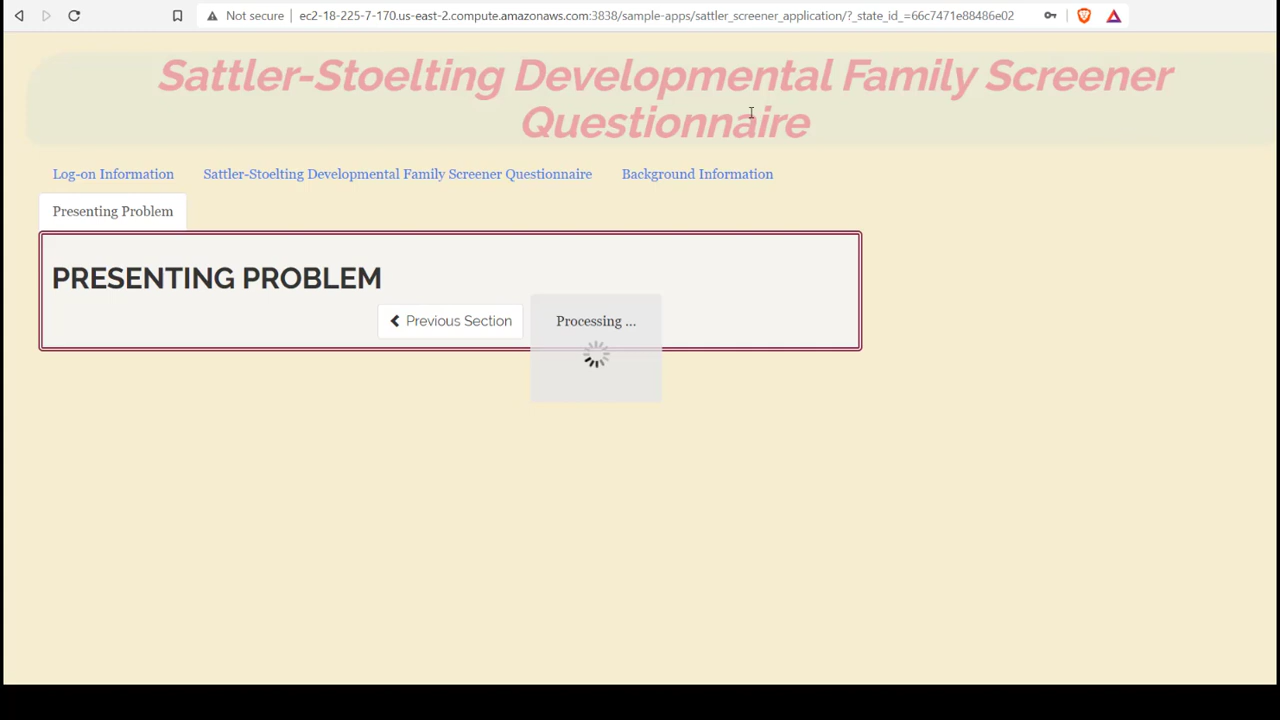 Not secure
ec2-18-225-7-170.us-east-2.compute.amazonaws.com:3838/sample-apps/sattler_screener_application/?_state_id_=66c7471e88486e02
Sattler-Stoelting Developmental Family Screener
Questionnaire
Log-on Information
Sattler-Stoelting Developmental Family Screener Questionnaire
Background Information
Presenting Problem
PRESENTING PROBLEM
Previous Section
Processing ...